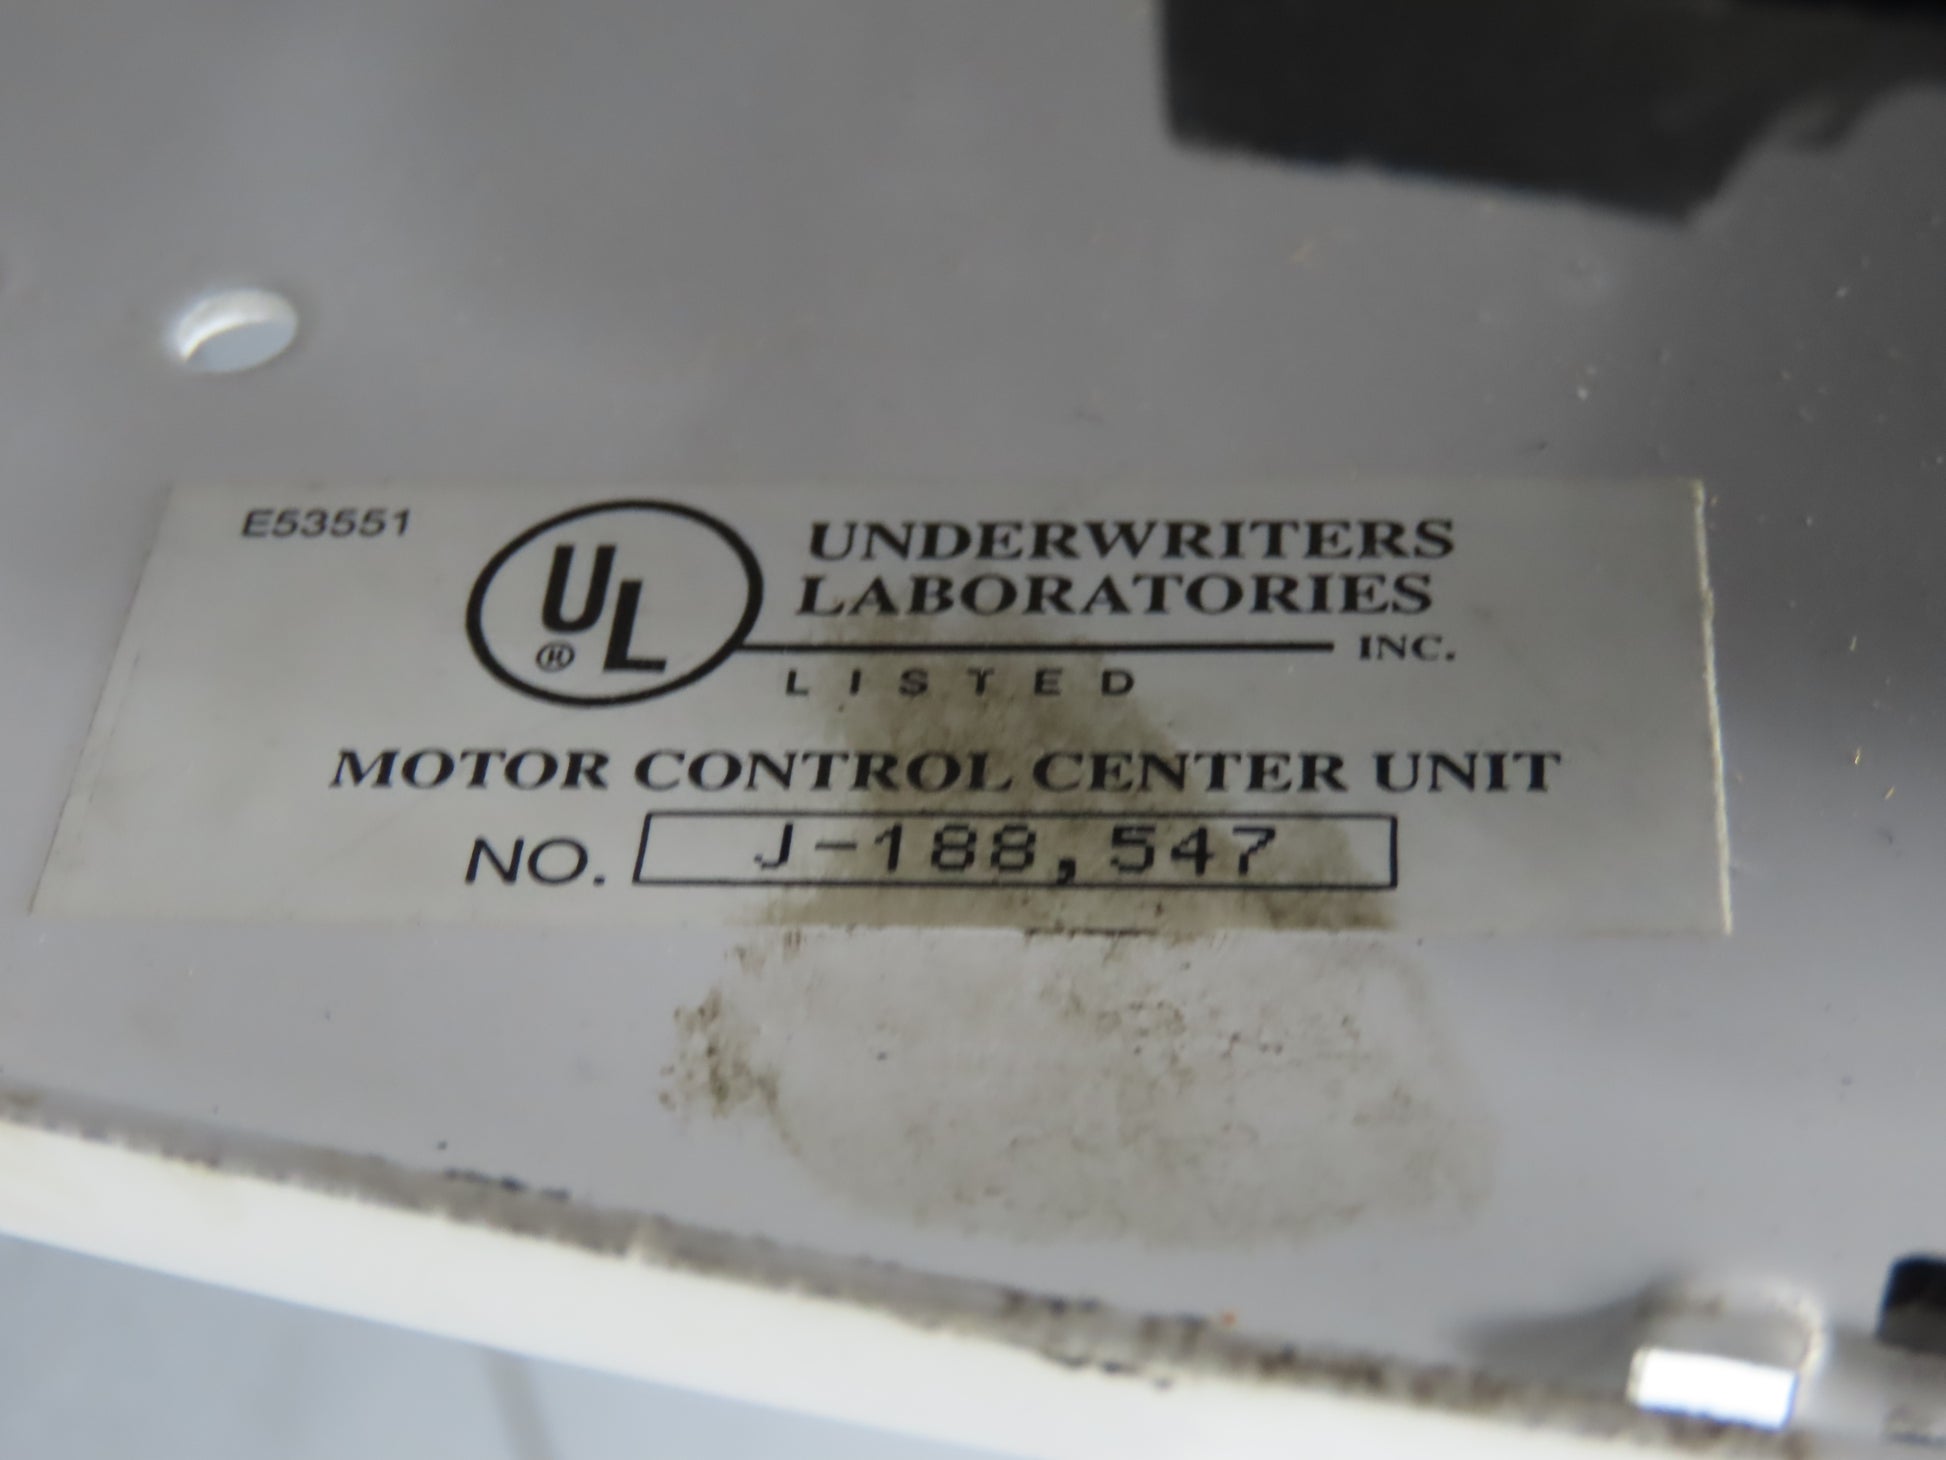 E53551
UL
®
UNDERWRITERS
LABORATORIES
INC.
LISTED
MOTOR CONTROL CENTER UNIT
NO. J-188,547